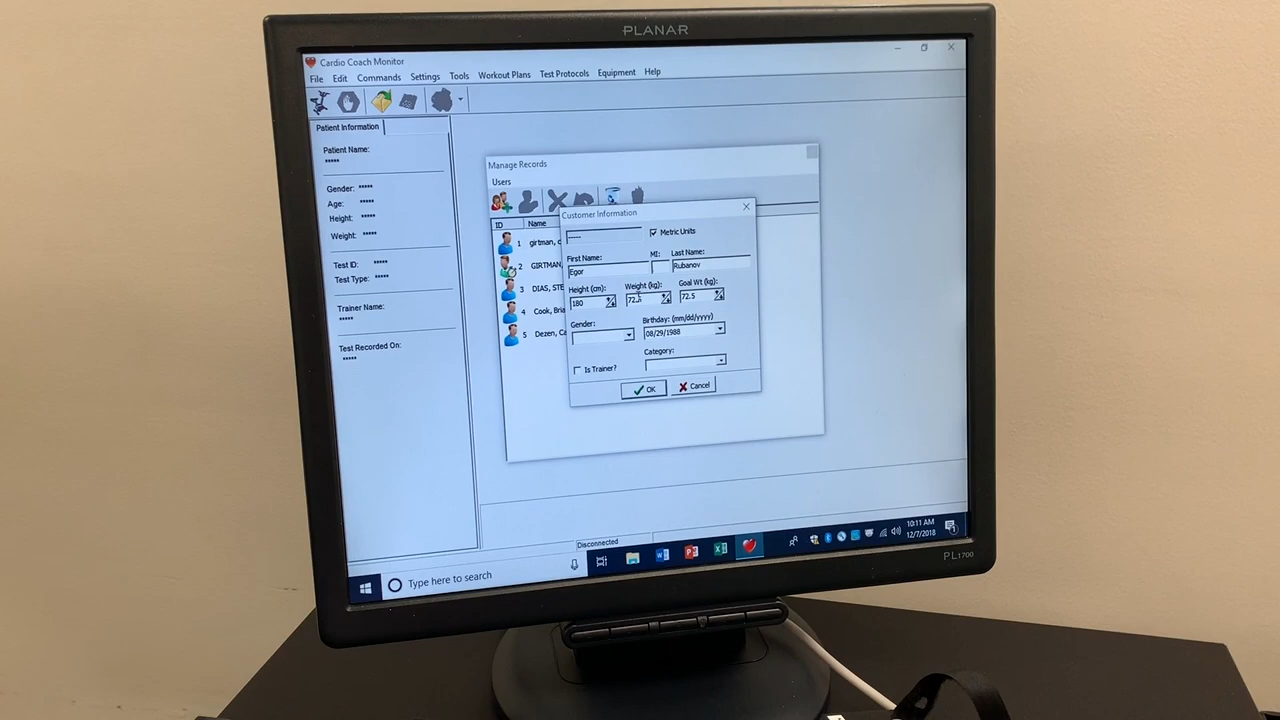 PLANAR
Cardio Coach Monitor
File Edit Commands Settings Tools Workout Plans Test Protocols Equipment Help
Patient Information
Patient Name:
*****
Gender: *****
Age: *****
Height: *****
Weight: *****
Test ID: *****
Test Type: *****
Trainer Name:
*****
Test Recorded On:
*****
Manage Records
Users
ID Name
1 girtman,
2 GIRTMAN,
3 DIAS, STE
4 Cook, Bria
5 Dezen, Ca
Customer Information
-----
Metric Units
First Name: MI: Last Name:
Egor Rubanov
Height (cm): Weight (kg): Goal Wt (kg):
180 72. 72.5
Gender: Birthday: (mm/dd/yyyy)
08/29/1988
Category:
Is Trainer?
OK Cancel
Disconnected
Type here to search
10:11 AM
12/7/2018
PL1700